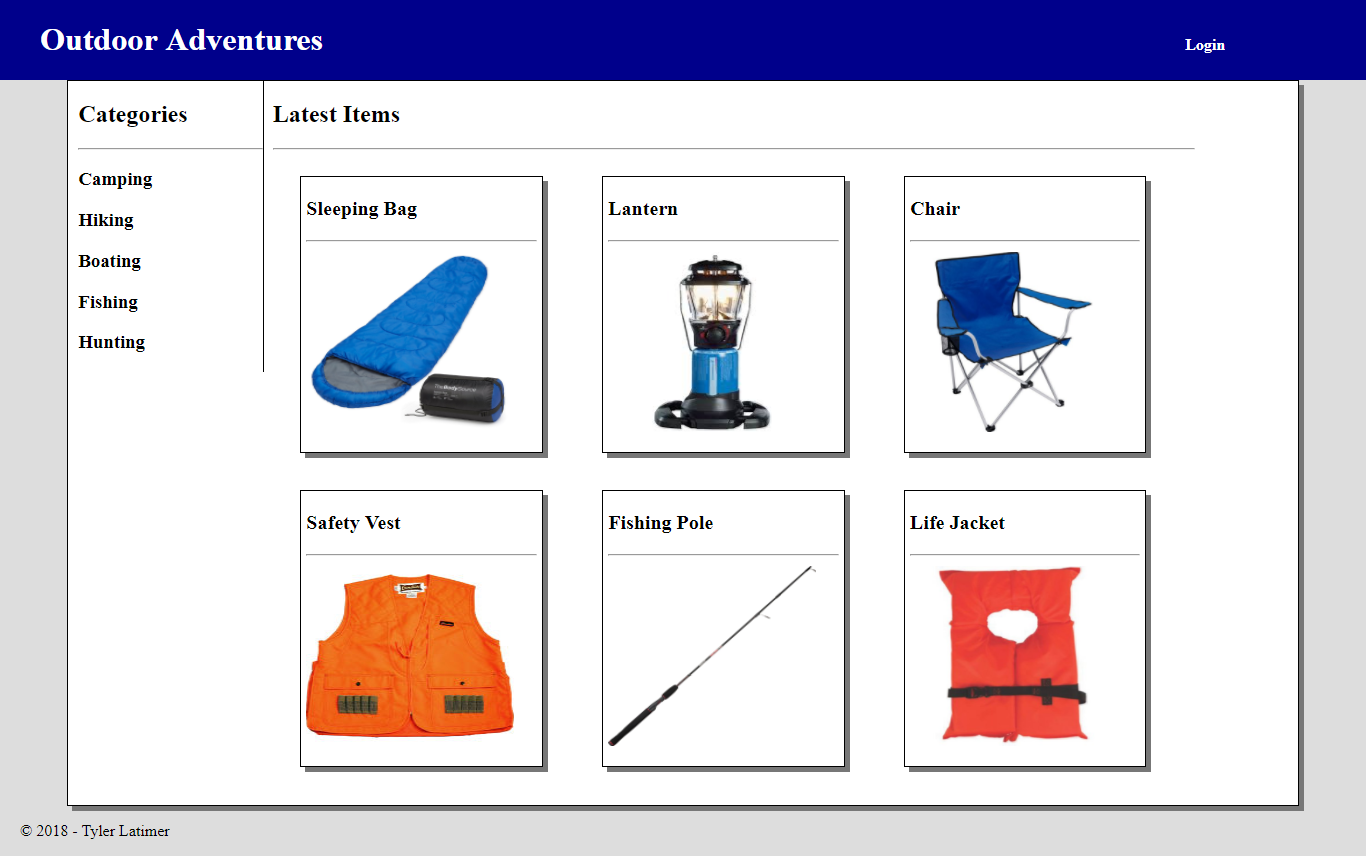 Outdoor Adventures
Login
Categories
Camping
Hiking
Boating
Fishing
Hunting
Latest Items
Sleeping Bag
Lantern
Chair
Safety Vest
Fishing Pole
Life Jacket
© 2018 - Tyler Latimer